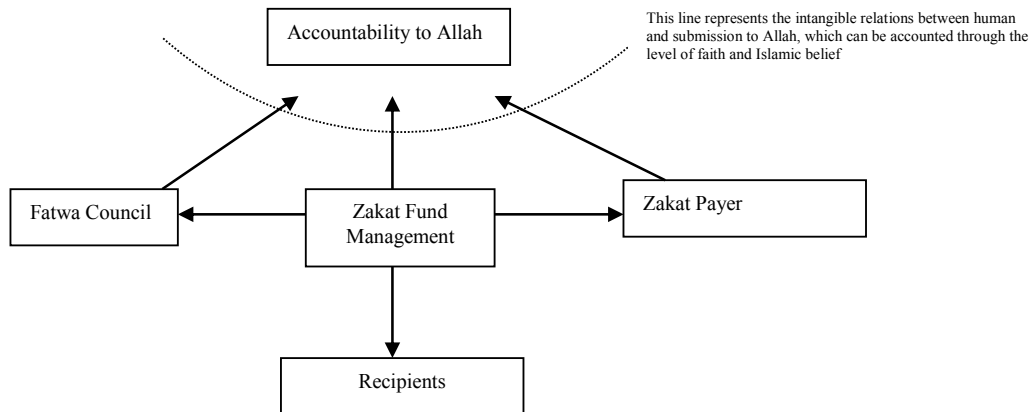 Accountability to Allah
This line represents the intangible relations between human
and submission to Allah, which can be accounted through the
level of faith and Islamic belief
Fatwa Council
Zakat Fund
Management
Zakat Payer
Recipients